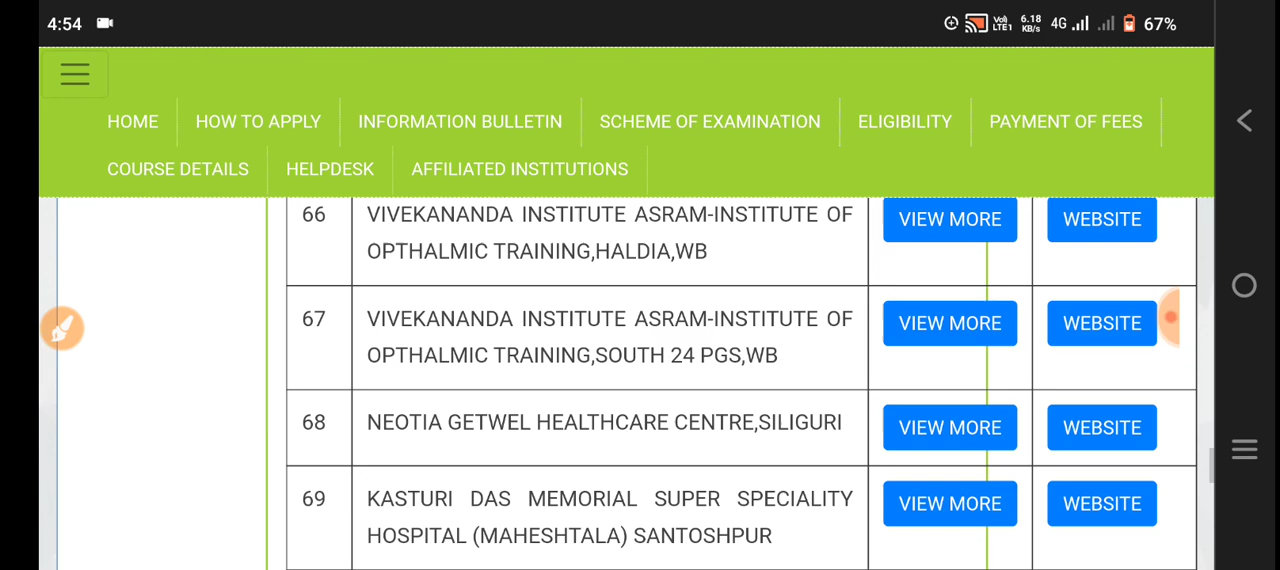 4:54 Vo) LTE1 6.18 KB/s 4G 67%
HOME HOW TO APPLY INFORMATION BULLETIN SCHEME OF EXAMINATION ELIGIBILITY PAYMENT OF FEES
COURSE DETAILS HELPDESK AFFILIATED INSTITUTIONS
66 VIVEKANANDA INSTITUTE ASRAM-INSTITUTE OF VIEW MORE WEBSITE
OPTHALMIC TRAINING,HALDIA,WB
67 VIVEKANANDA INSTITUTE ASRAM-INSTITUTE OF VIEW MORE WEBSITE
OPTHALMIC TRAINING,SOUTH 24 PGS,WB
68 NEOTIA GETWEL HEALTHCARE CENTRE,SILIGURI VIEW MORE WEBSITE
69 KASTURI DAS MEMORIAL SUPER SPECIALITY VIEW MORE WEBSITE
HOSPITAL (MAHESHTALA) SANTOSHPUR